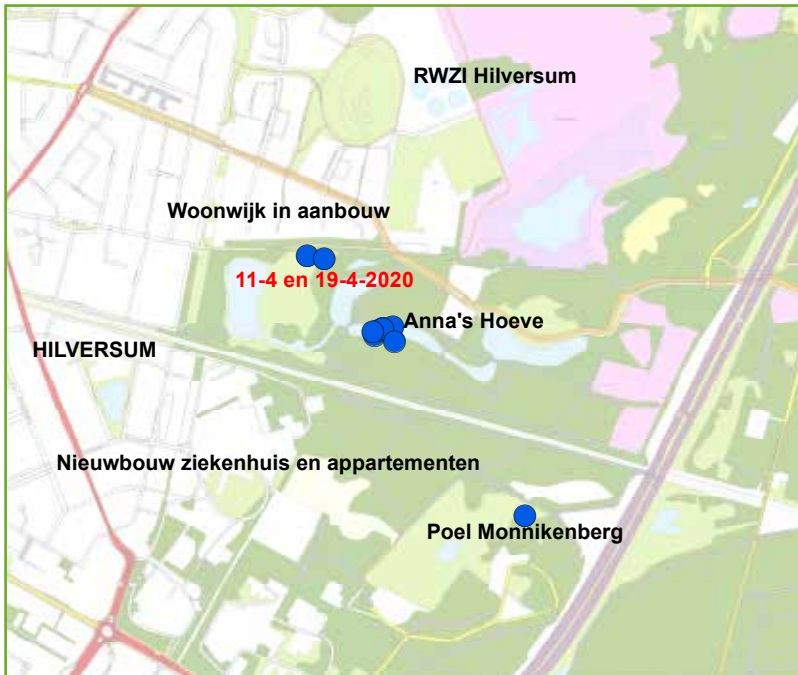 RWZI Hilversum
Woonwijk in aanbouw
11-4 en 19-4-2020
Anna's Hoeve
HILVERSUM
Nieuwbouw ziekenhuis en appartementen
Poel Monnikenberg